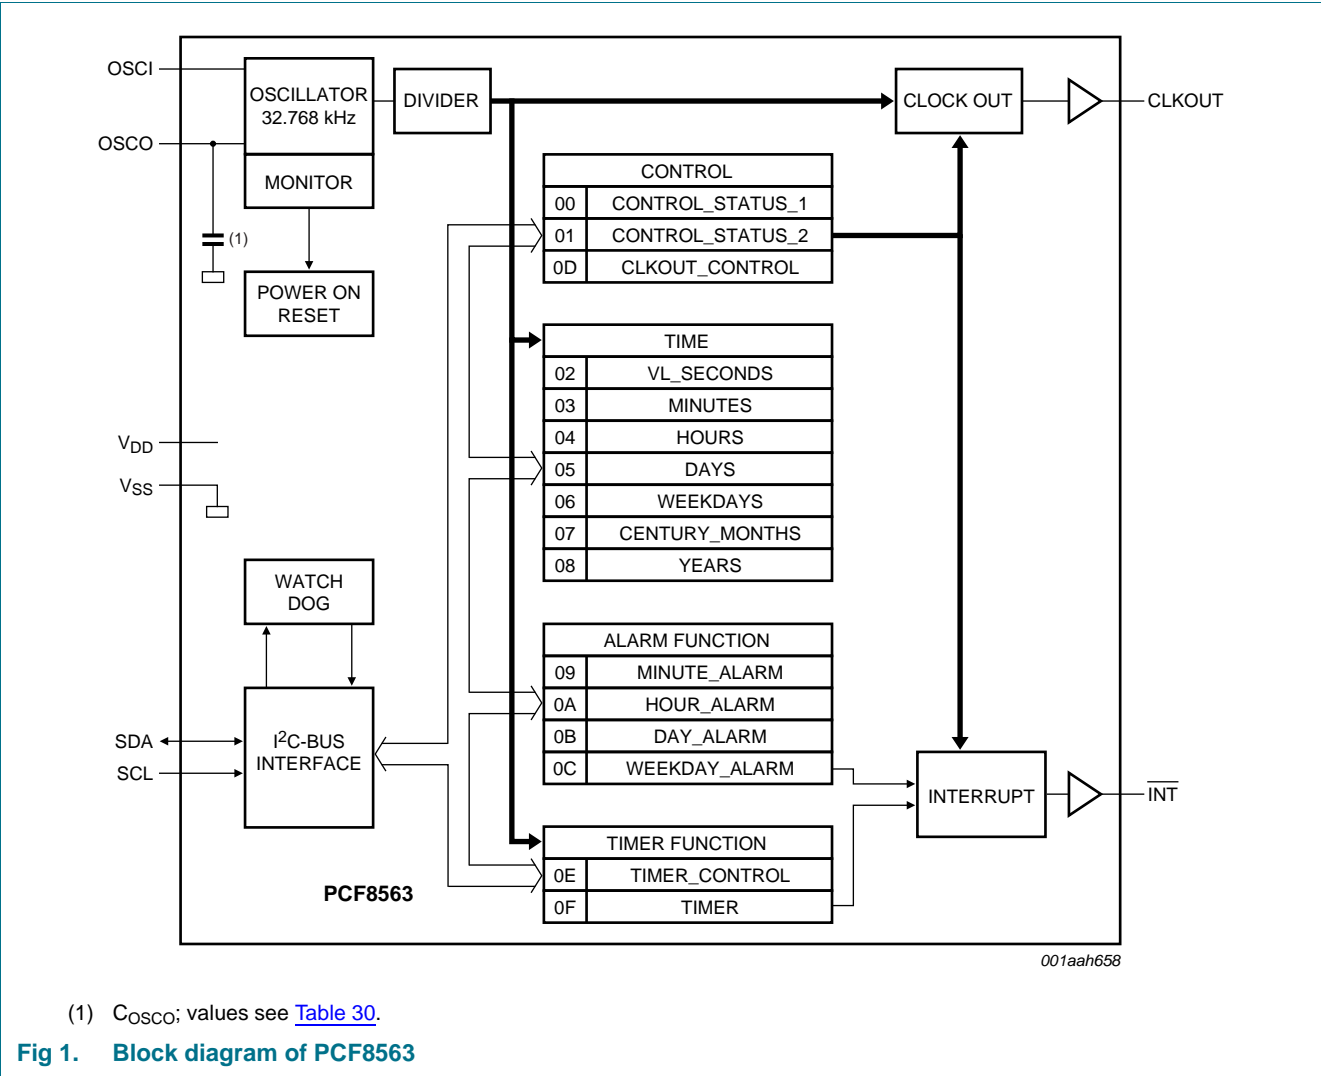 OSCI
OSCILLATOR
32.768 kHz
DIVIDER
CLOCK OUT
CLKOUT
OSCO
MONITOR
(1)
POWER ON
RESET
CONTROL
00 CONTROL_STATUS_1
01 CONTROL_STATUS_2
0D CLKOUT_CONTROL
TIME
02 VL_SECONDS
03 MINUTES
04 HOURS
05 DAYS
06 WEEKDAYS
07 CENTURY_MONTHS
08 YEARS
VDD
VSS
WATCH
DOG
ALARM FUNCTION
09 MINUTE_ALARM
0A HOUR_ALARM
0B DAY_ALARM
0C WEEKDAY_ALARM
SDA
SCL
I2C-BUS
INTERFACE
INTERRUPT
INT
TIMER FUNCTION
0E TIMER_CONTROL
0F TIMER
PCF8563
001aah658
(1) COSCO; values see Table 30.
Fig 1. Block diagram of PCF8563